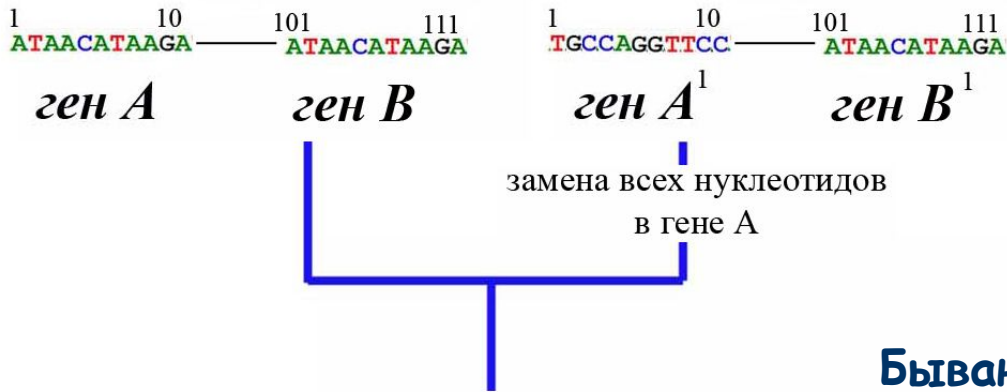 1 10 101 111 1 10 101 111
ATAACATAAGA ATAACATAAGA TGCCAGGTTCC ATAACATAAGA
ген A ген B ген A¹ ген B¹
замена всех нуклеотидов
в гене А